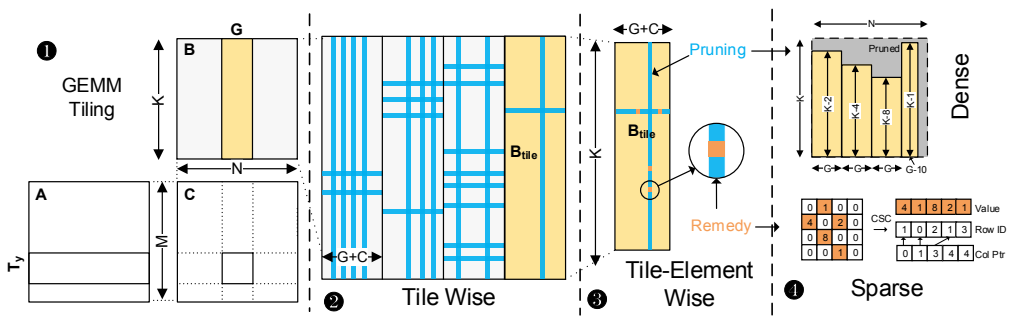 ❶
GEMM
Tiling
G
B
K
N
A
C
M
Ty
Btile
G+C
❷
Tile Wise
G+C
K
Btile
Pruning
Remedy
❸
Tile-Element
Wise
N
Pruned
K
K-2
K-4
K-8
K-1
G
G
G
G-10
Dense
0 1 0 0
4 0 2 0
0 8 0 0
0 0 1 0
CSC
4 1 8 2 1 Value
1 0 2 1 3 Row ID
0 1 3 4 4 Col Ptr
❹
Sparse